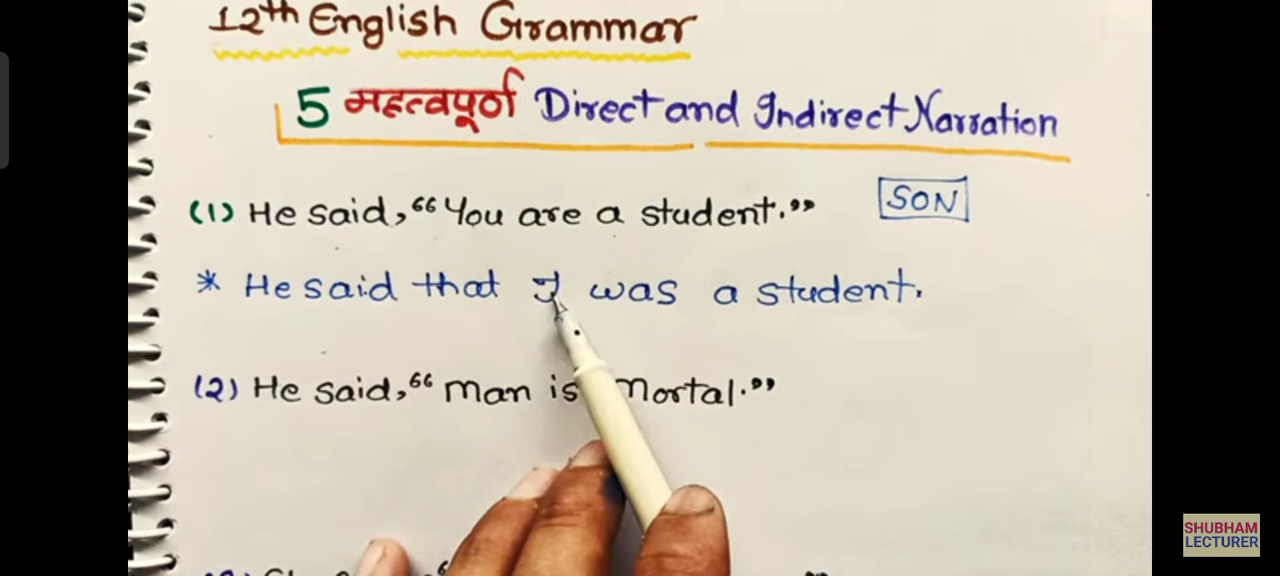 12th English Grammar
5 महत्वपूर्ण Direct and Indirect Narration
(1) He said, “You are a student.” SON
* He said that I was a student.
(2) He said, “Man is Mortal.”
SHUBHAM
LECTURER